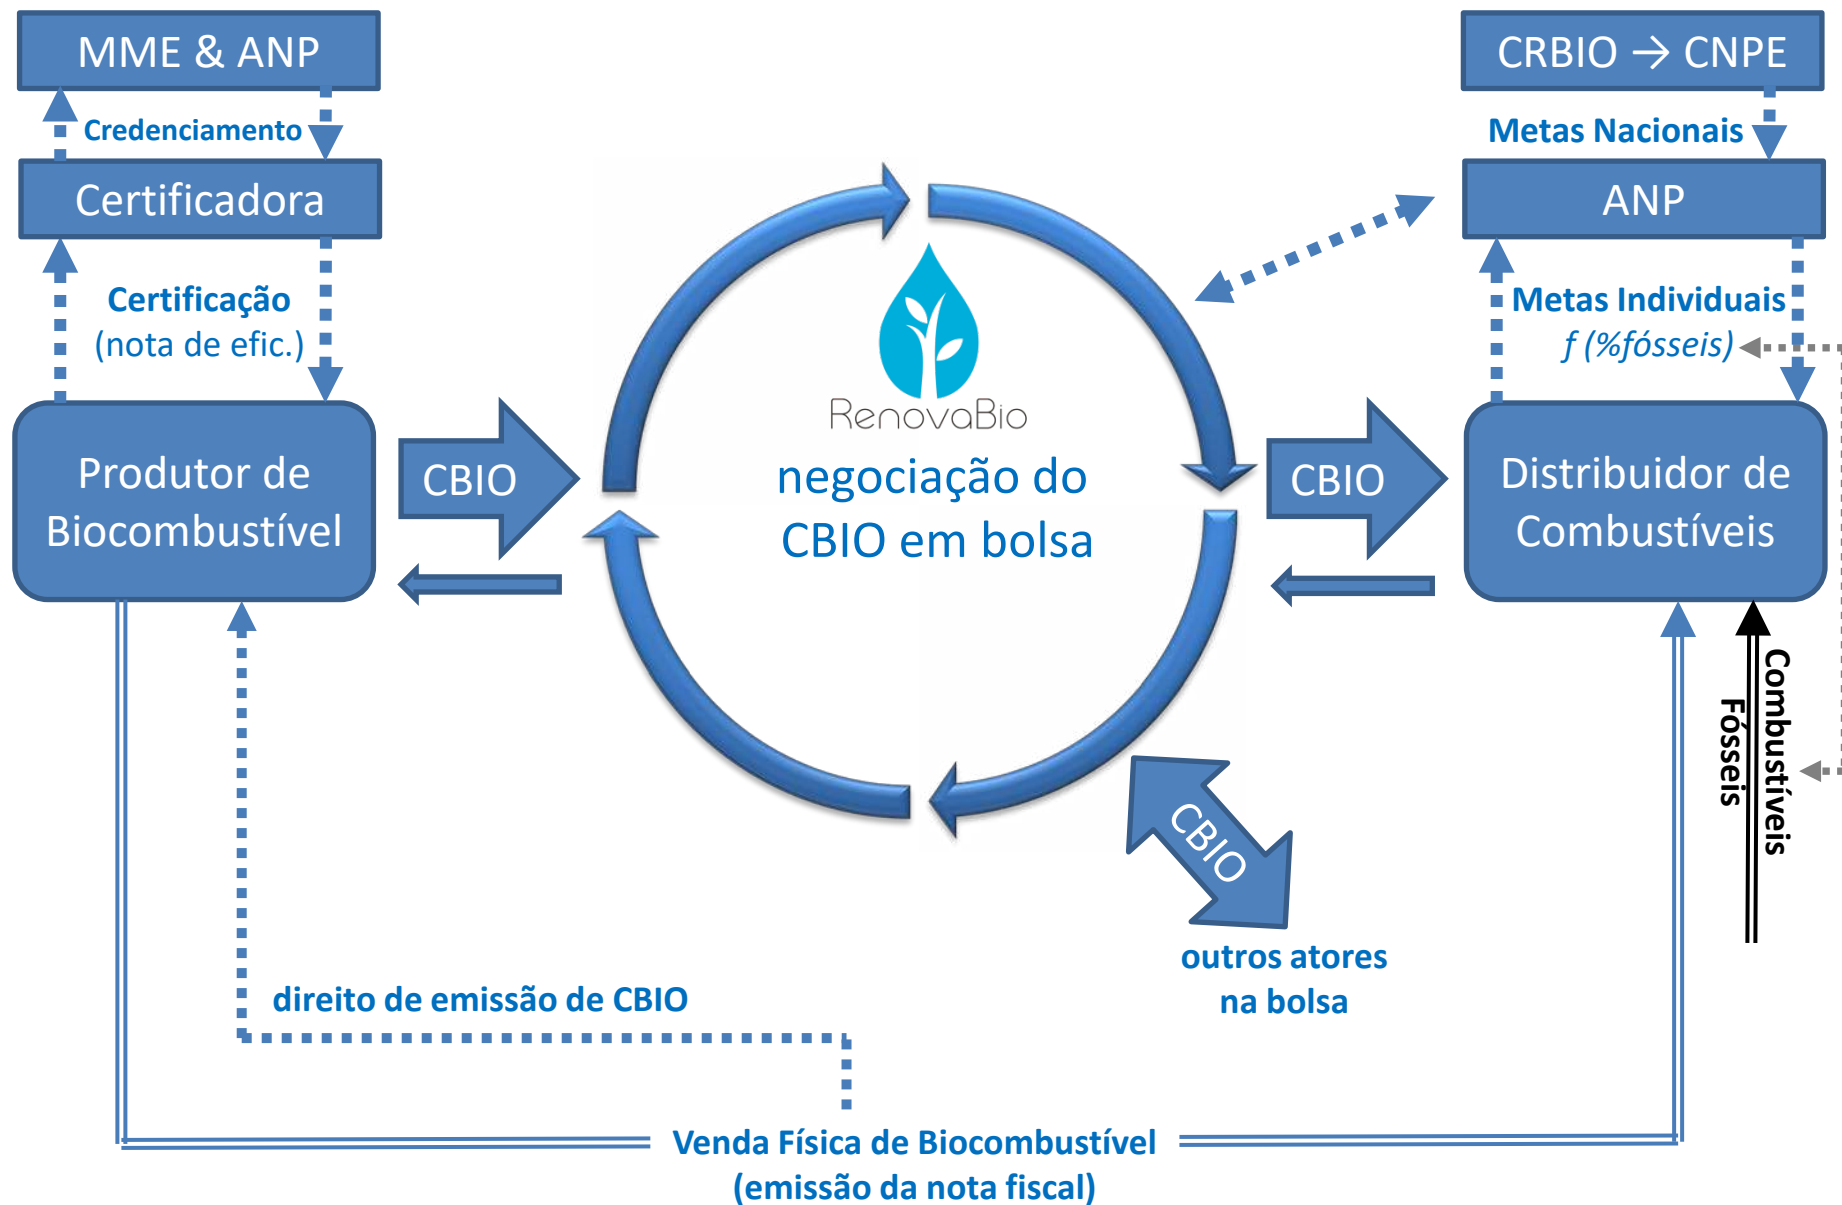 MME & ANP
Credenciamento
Certificadora
Certificação
(nota de efic.)
Produtor de
Biocombustível
CBIO
RenovaBio
negociação do
CBIO em bolsa
CBIO
CRBIO → CNPE
Metas Nacionais
ANP
Metas Individuais
f (%fósseis)
Distribuidor de
Combustíveis
Combustíveis
Fósseis
CBIO
outros atores
na bolsa
direito de emissão de CBIO
Venda Física de Biocombustível
(emissão da nota fiscal)